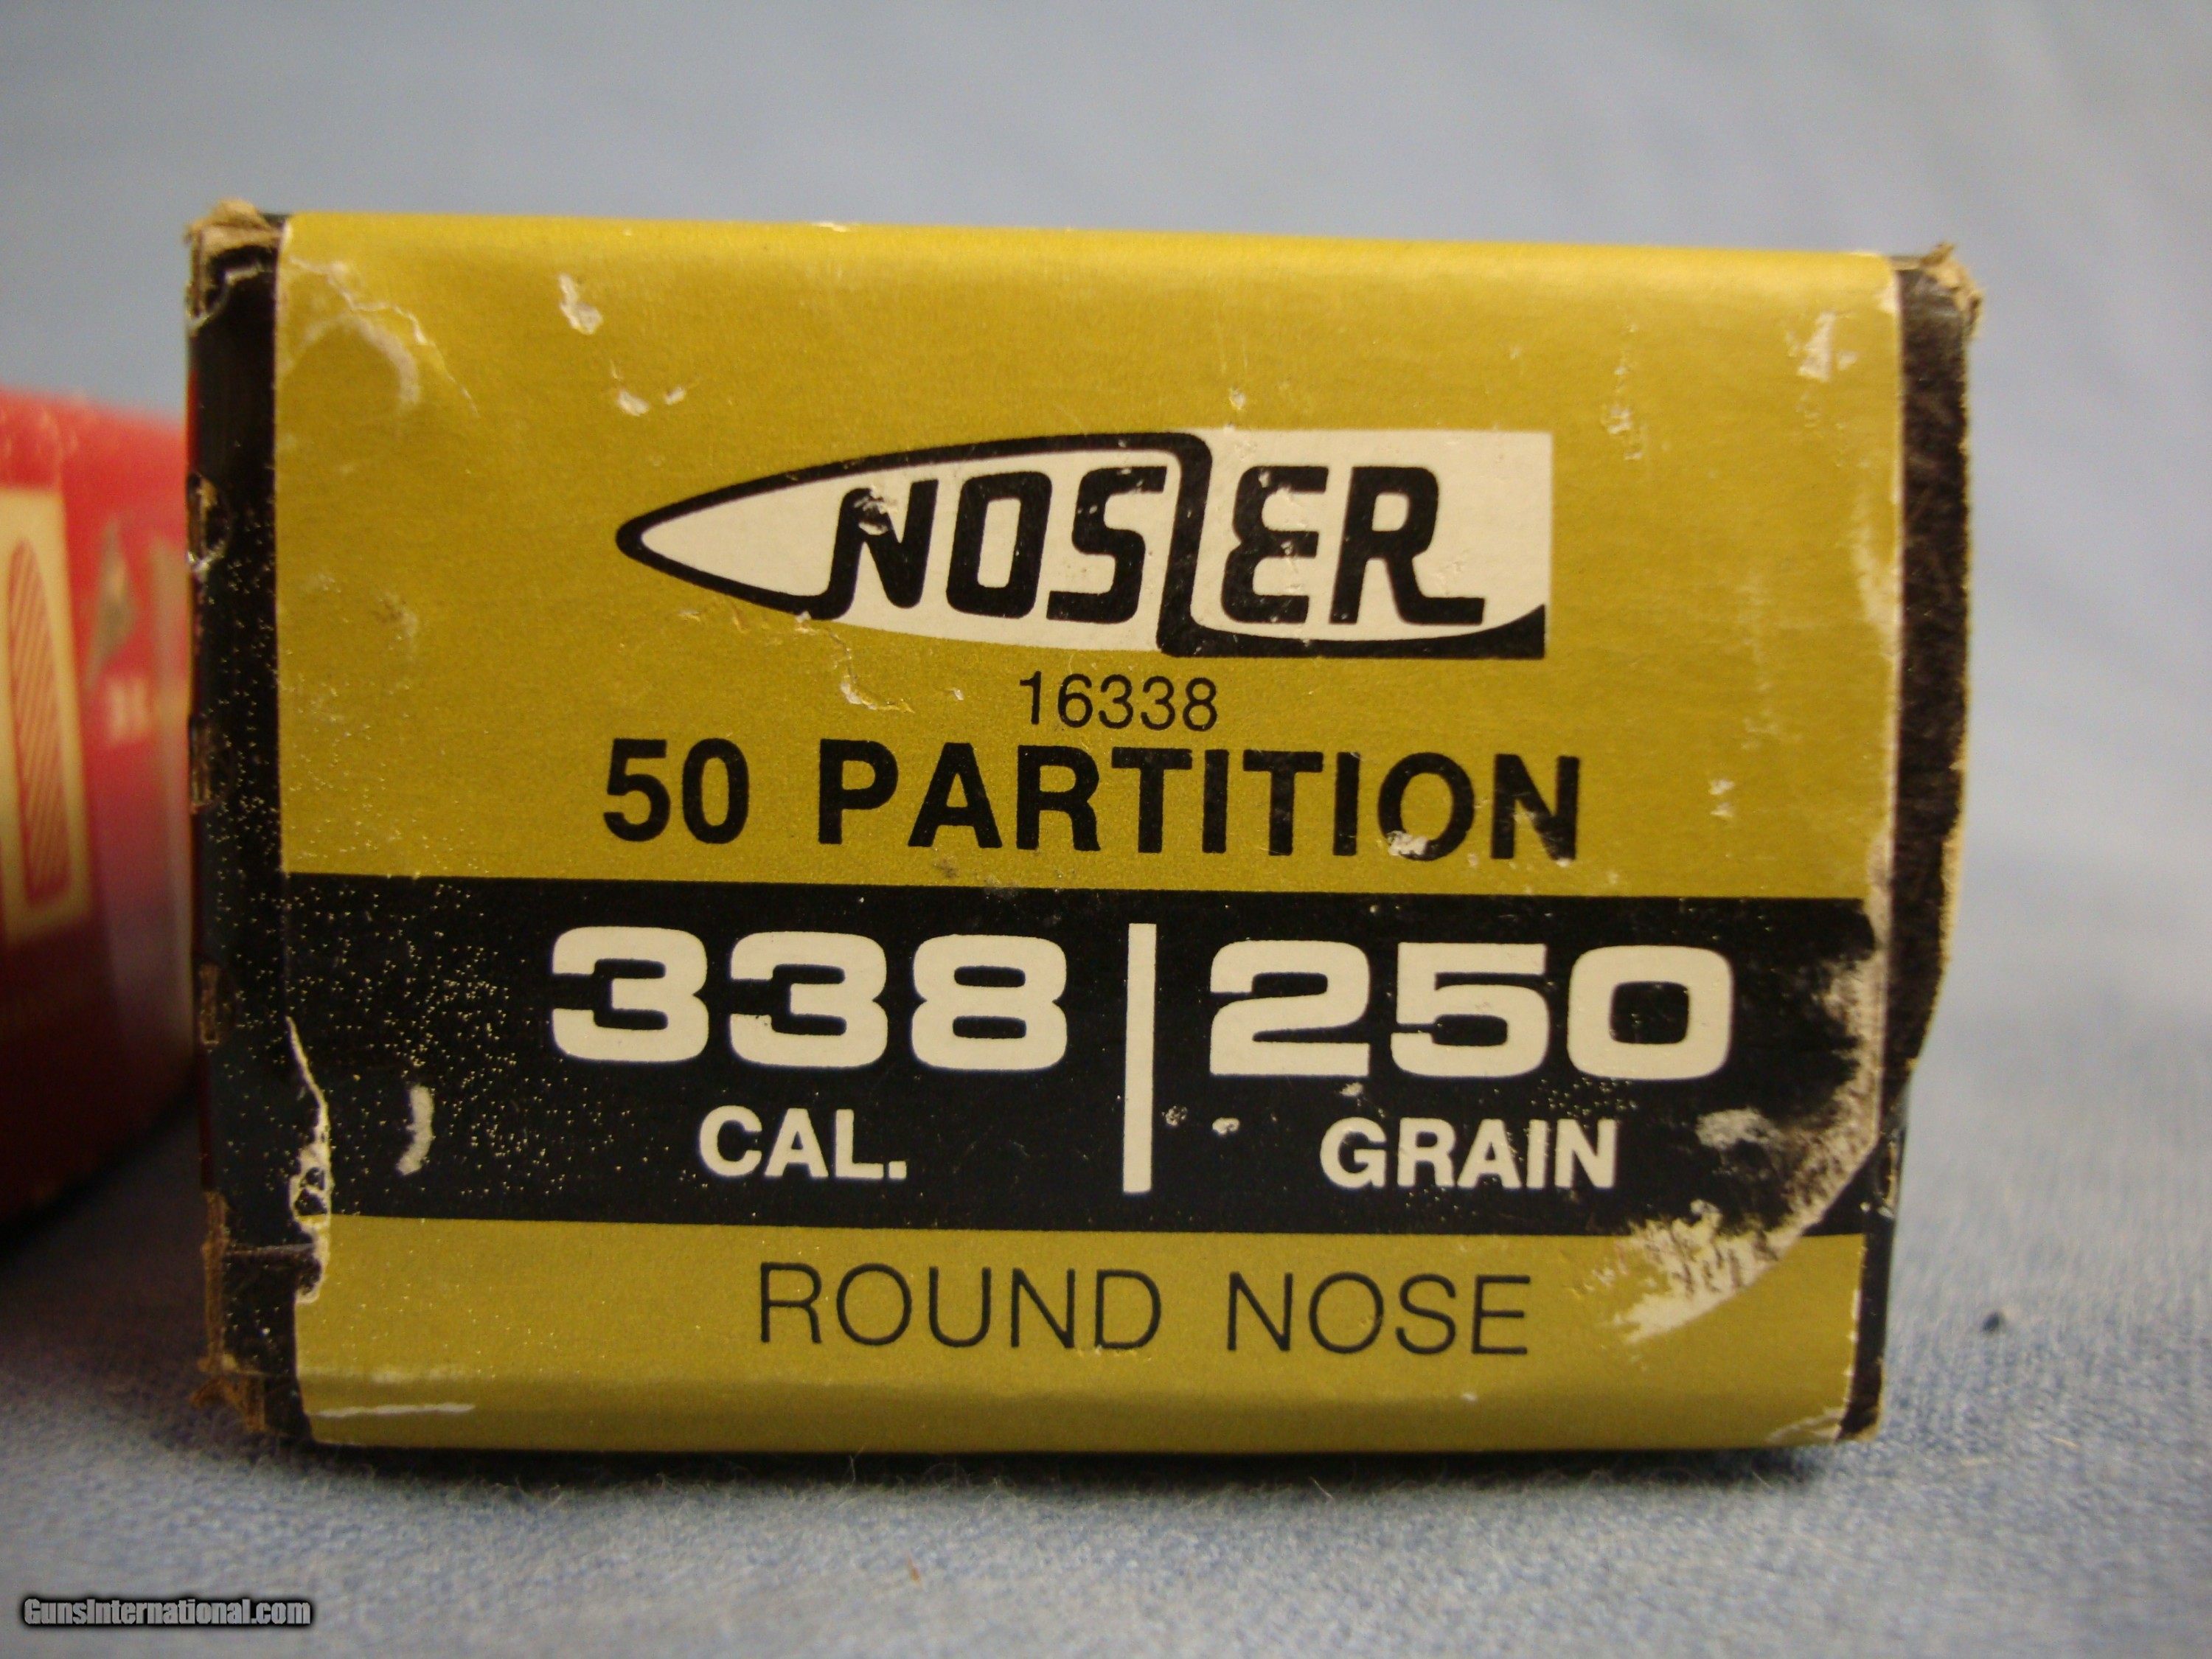 NOSLER
16338
50 PARTITION
338 | 250
CAL. GRAIN
ROUND NOSE
GunsInternational.com